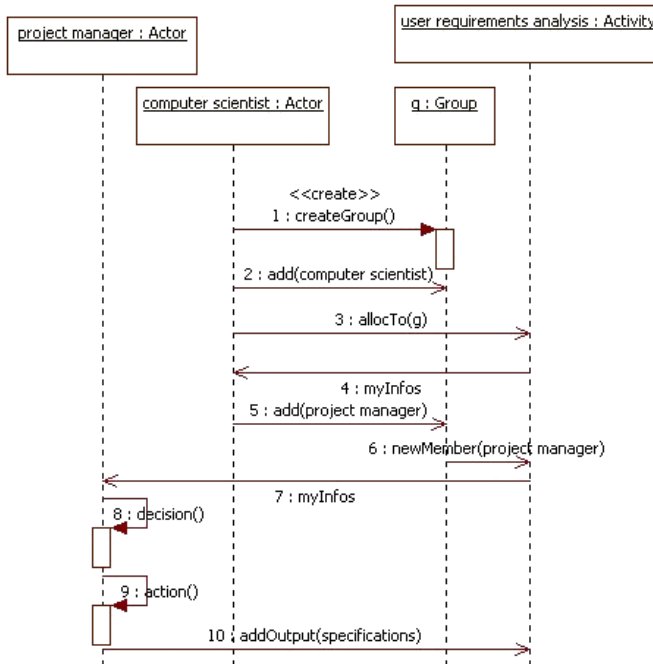 project manager : Actor
user requirements analysis : Activity
computer scientist : Actor
g : Group
<<create>>
1 : createGroup()
2 : add(computer scientist)
3 : allocTo(g)
4 : myInfos
5 : add(project manager)
6 : newMember(project manager)
7 : myInfos
8 : decision()
9 : action()
10 : addOutput(specifications)